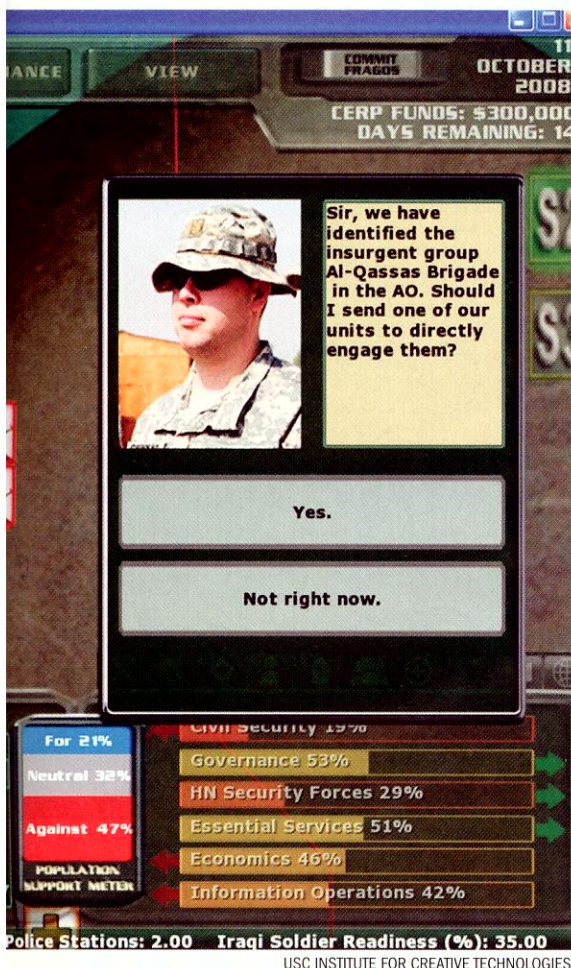 11
ANCE
VIEW
COMMIT
FRAGOS
OCTOBER
2008
CERP FUNDS: $300,000
DAYS REMAINING: 14
Sir, we have
identified the
insurgent group
Al-Qassas Brigade
in the AO. Should
I send one of our
units to directly
engage them?
S2
S3
Yes.
Not right now.
For 21%
Neutral 32%
Against 47%
POPULATION
SUPPORT METER
Civil Security 19%
Governance 53%
HN Security Forces 29%
Essential Services 51%
Economics 46%
Information Operations 42%
Police Stations: 2.00 Iraqi Soldier Readiness (%): 35.00
USC INSTITUTE FOR CREATIVE TECHNOLOGIES